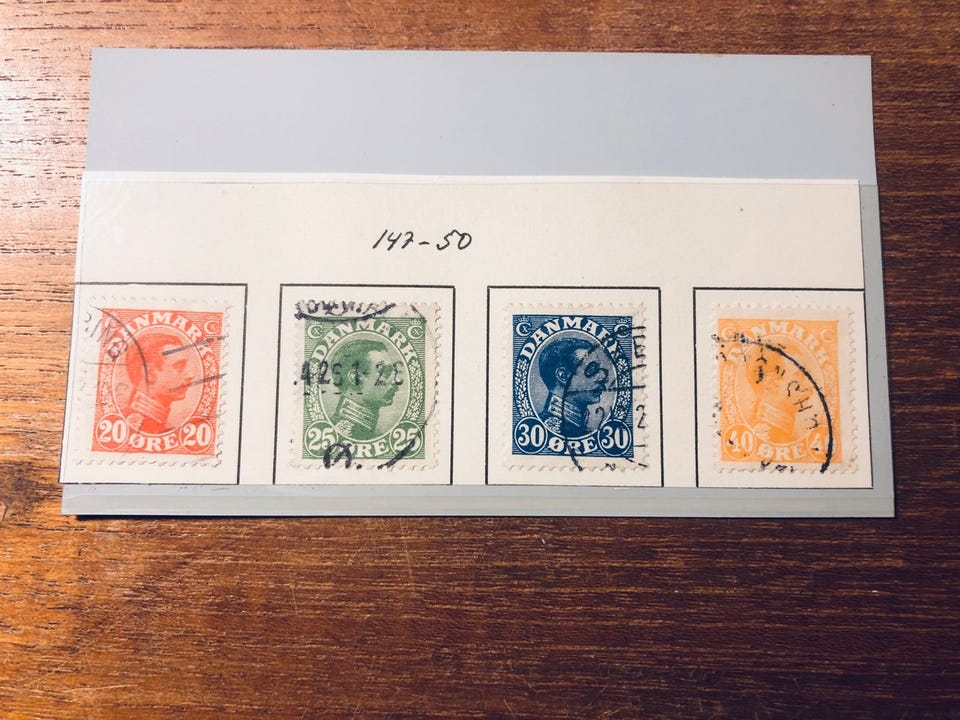 147-50
DANMARK
20 ØRE 20
DANMARK
25 ØRE 25
DANMARK
30 ØRE 30
DANMARK
40 ØRE